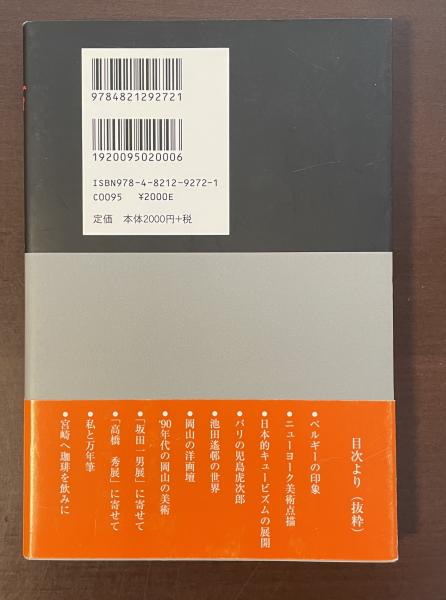 9784821292721
1920095020006
ISBN978-4-8212-9272-1
C0095 ¥2000E
定価 本体2000円+税
目次より（抜粋）
●ベルギーの印象
●ニューヨーク美術点描
●日本的キュービズムの展開
●パリの児島虎次郎
●池田遙邨の世界
●岡山の洋画壇
●'90年代の岡山の美術
●「坂田一男展」に寄せて
●「高橋 秀展」に寄せて
●私と万年筆
●宮崎へ珈琲を飲みに